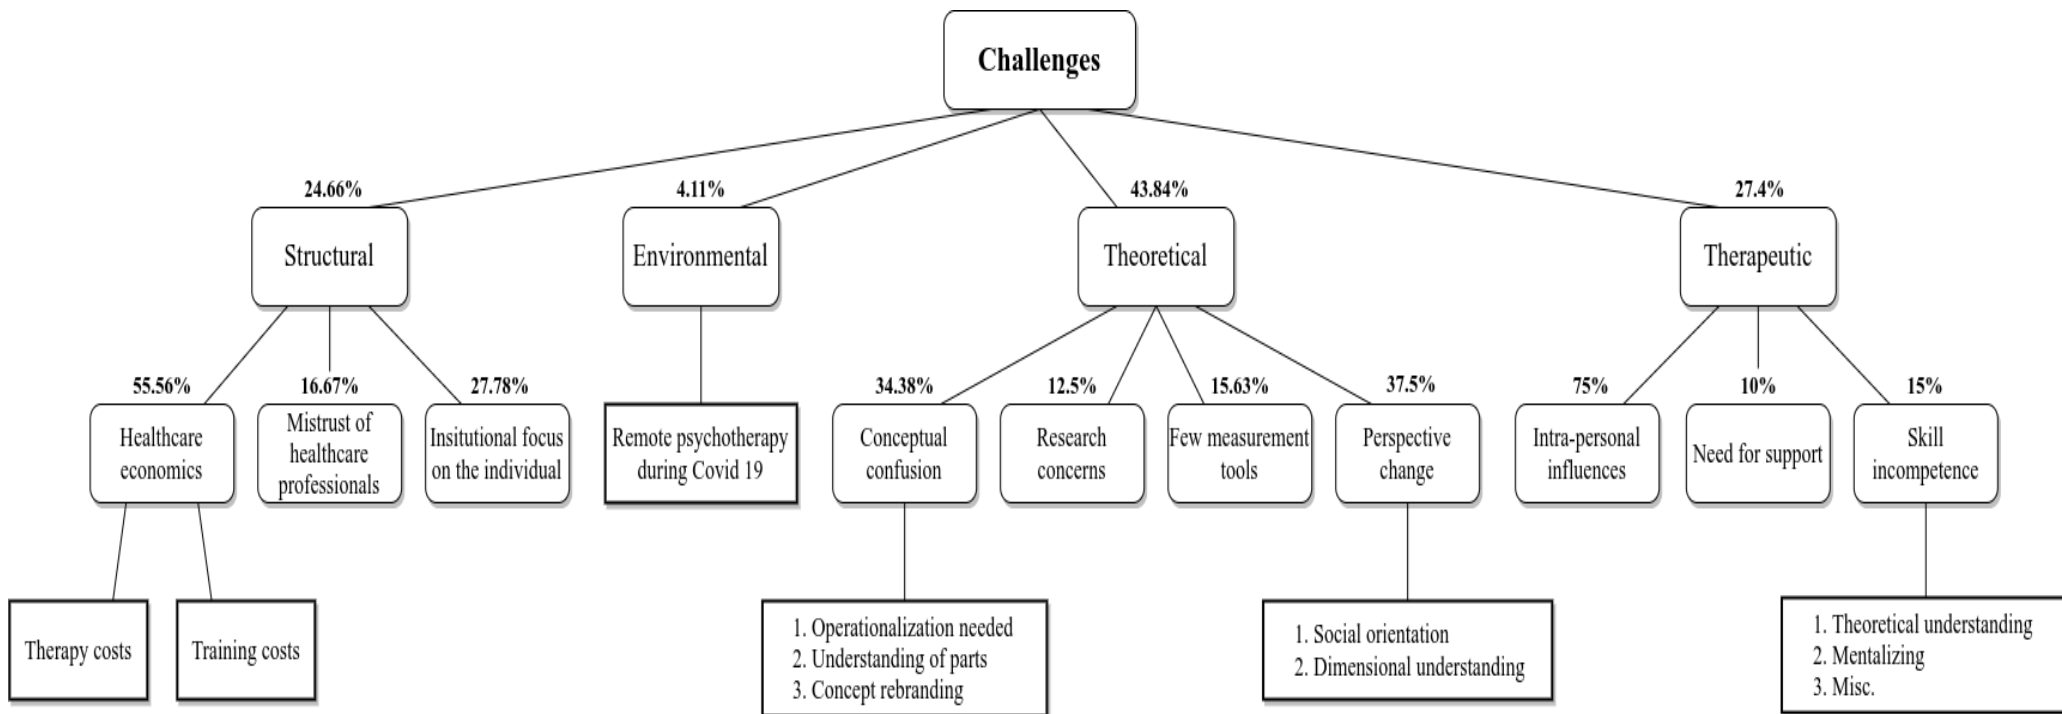 Challenges
24.66%
4.11%
43.84%
27.4%
Structural
Environmental
Theoretical
Therapeutic
55.56%
16.67%
27.78%
34.38%
12.5%
15.63%
37.5%
75%
10%
15%
Healthcare
economics
Mistrust of
healthcare
professionals
Insitutional focus
on the individual
Remote psychotherapy
during Covid 19
Conceptual
confusion
Research
concerns
Few measurement
tools
Perspective
change
Intra-personal
influences
Need for support
Skill
incompetence
Therapy costs
Training costs
1. Operationalization needed
2. Understanding of parts
3. Concept rebranding
1. Social orientation
2. Dimensional understanding
1. Theoretical understanding
2. Mentalizing
3. Misc.